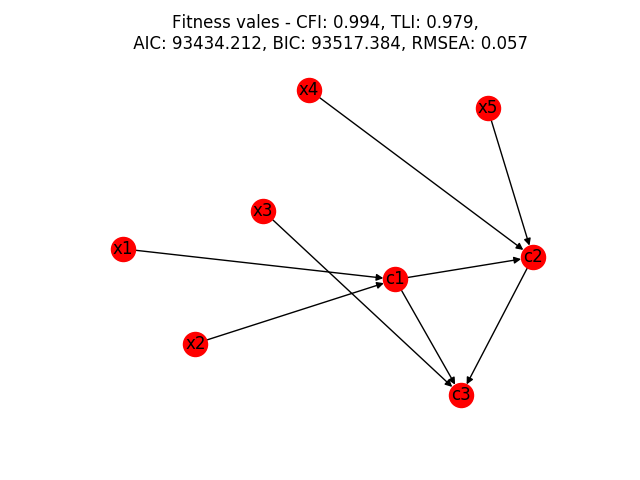 Fitness vales - CFI: 0.994, TLI: 0.979,
AIC: 93434.212, BIC: 93517.384, RMSEA: 0.057
x4
x5
x3
x1
c2
c1
x2
c3